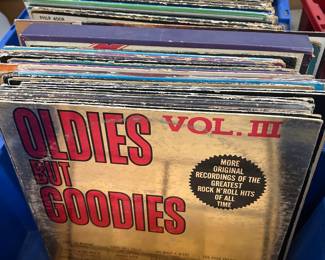 OLDIES
VOL. III
BUT
GOODIES
MORE
ORIGINAL
RECORDINGS OF THE
GREATEST
ROCK N'ROLL HITS
OF ALL
TIME